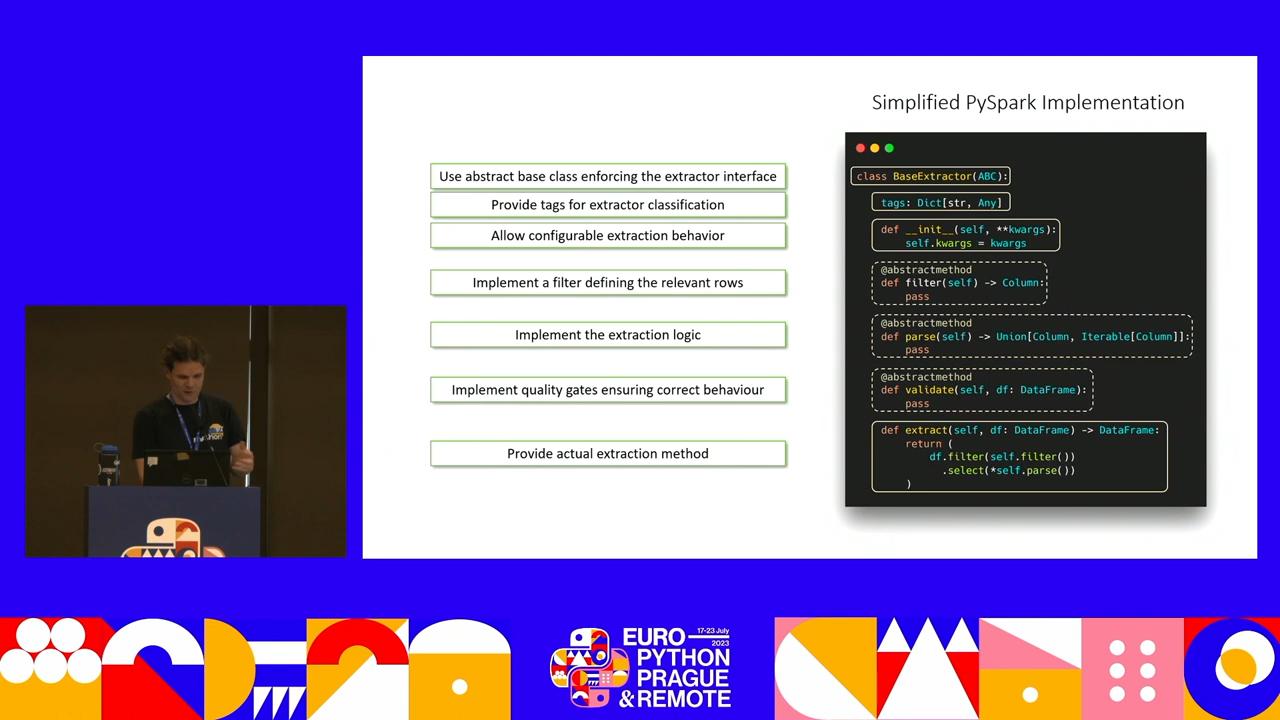 Simplified PySpark Implementation
Use abstract base class enforcing the extractor interface
Provide tags for extractor classification
Allow configurable extraction behavior
Implement a filter defining the relevant rows
Implement the extraction logic
Implement quality gates ensuring correct behaviour
Provide actual extraction method
class BaseExtractor(ABC):
tags: Dict[str, Any]
def __init__(self, **kwargs):
self.kwargs = kwargs
@abstractmethod
def filter(self) -> Column:
pass
@abstractmethod
def parse(self) -> Union[Column, Iterable[Column]]:
pass
@abstractmethod
def validate(self, df: DataFrame):
pass
def extract(self, df: DataFrame) -> DataFrame:
return (
df.filter(self.filter())
.select(*self.parse())
)
EURO
17-23 July
2023
PYTHON
PRAGUE
&REMOTE